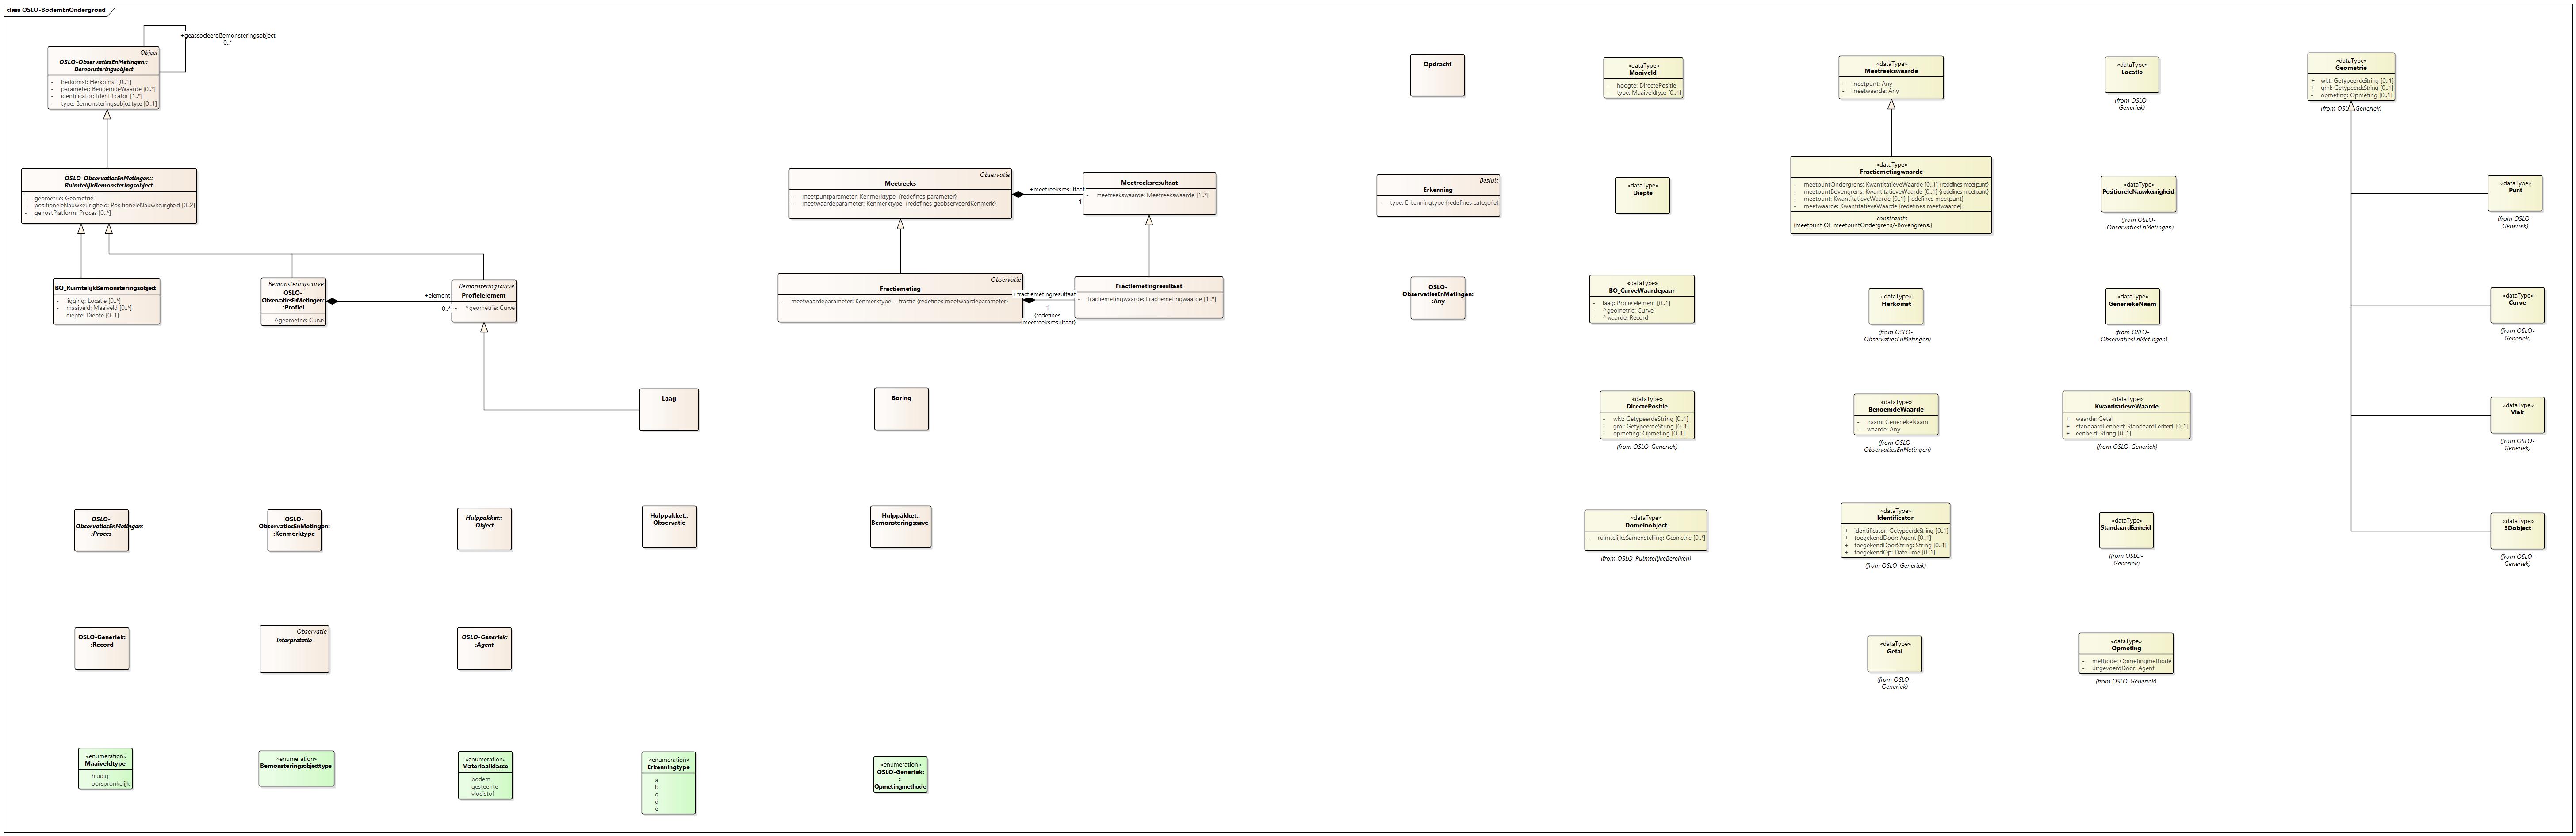 class OSLO-BodemEnOndergrond
+geassocieerdBemonsteringsobject
0..*
Object
OSLO-ObservatiesEnMetingen::
Bemonsteringsobject
- herkomst: Herkomst [0..1]
- parameter: BenoemdeWaarde [0..*]
- identificator: Identificator [1..*]
- type: Bemonsteringsobjecttype [0..1]
OSLO-ObservatiesEnMetingen::
RuimtelijkBemonsteringsobject
- geometrie: Geometrie
- positioneleNauwkeurigheid: PositioneleNauwkeurigheid [0..2]
- gehostPlatform: Proces [0..*]
BO_RuimtelijkBemonsteringsobject
- ligging: Locatie [0..*]
- maaiveld: Maaiveld [0..*]
- diepte: Diepte [0..1]
Bemonsteringscurve
OSLO-
ObservatiesEnMetingen:
:Profiel
- ^geometrie: Curve
+element
0..*
Bemonsteringscurve
Profielelement
- ^geometrie: Curve
Laag
Observatie
Meetreeks
- meetpuntparameter: Kenmerktype (redefines parameter)
- meetwaardeparameter: Kenmerktype (redefines geobserveerdKenmerk)
+meetreeksresultaat
1
Meetreeksresultaat
- meetreekswaarde: Meetreekswaarde [1..*]
Observatie
Fractiemeting
- meetwaardeparameter: Kenmerktype = fractie (redefines meetwaardeparameter)
+fractiemetingresultaat
1
(redefines
meetreeksresultaat)
Fractiemetingresultaat
- fractiemetingwaarde: Fractiemetingwaarde [1..*]
Boring
Opdracht
Besluit
Erkenning
- type: Erkenningtype (redefines categorie)
OSLO-
ObservatiesEnMetingen:
:Any
«dataType»
Maaiveld
- hoogte: DirectePositie
- type: Maaiveldtype [0..1]
«dataType»
Diepte
«dataType»
BO_CurveWaardepaar
- laag: Profielelement [0..1]
- ^geometrie: Curve
- ^waarde: Record
«dataType»
DirectePositie
- wkt: GetypeerdeString [0..1]
- gml: GetypeerdeString [0..1]
- opmeting: Opmeting [0..1]
(from OSLO-Generiek)
«dataType»
Domeinobject
- ruimtelijkeSamenstelling: Geometrie [0..*]
(from OSLO-RuimtelijkeBereiken)
«dataType»
Meetreekswaarde
- meetpunt: Any
- meetwaarde: Any
«dataType»
Fractiemetingwaarde
- meetpuntOndergrens: KwantitatieveWaarde [0..1] (redefines meetpunt)
- meetpuntBovengrens: KwantitatieveWaarde [0..1] (redefines meetpunt)
- meetpunt: KwantitatieveWaarde [0..1] (redefines meetpunt)
- meetwaarde: KwantitatieveWaarde (redefines meetwaarde)
constraints
{meetpunt OF meetpuntOndergrens/-Bovengrens.}
«dataType»
Herkomst
(from OSLO-
ObservatiesEnMetingen)
«dataType»
BenoemdeWaarde
- naam: GeneriekeNaam
- waarde: Any
(from OSLO-
ObservatiesEnMetingen)
«dataType»
Identificator
+ identificator: GetypeerdeString [0..1]
+ toegekendDoor: Agent [0..1]
+ toegekendDoorString: String [0..1]
+ toegekendOp: DateTime [0..1]
(from OSLO-Generiek)
«dataType»
Getal
(from OSLO-
Generiek)
«dataType»
Locatie
(from OSLO-
Generiek)
«dataType»
PositioneleNauwkeurigheid
(from OSLO-
ObservatiesEnMetingen)
«dataType»
GeneriekeNaam
(from OSLO-
ObservatiesEnMetingen)
«dataType»
KwantitatieveWaarde
+ waarde: Getal
+ standaardEenheid: StandaardEenheid [0..1]
+ eenheid: String [0..1]
(from OSLO-Generiek)
«dataType»
StandaardEenheid
(from OSLO-
Generiek)
«dataType»
Opmeting
- methode: Opmetingmethode
- uitgevoerdDoor: Agent
(from OSLO-Generiek)
«dataType»
Geometrie
+ wkt: GetypeerdeString [0..1]
+ gml: GetypeerdeString [0..1]
- opmeting: Opmeting [0..1]
(from OSLO-Generiek)
«dataType»
Punt
(from OSLO-
Generiek)
«dataType»
Curve
(from OSLO-
Generiek)
«dataType»
Vlak
(from OSLO-
Generiek)
«dataType»
3Dobject
(from OSLO-
Generiek)
OSLO-
ObservatiesEnMetingen:
:Proces
OSLO-
ObservatiesEnMetingen:
:Kenmerktype
Hulppakket::
Object
Hulppakket::
Observatie
Hulppakket::
Bemonsteringscurve
OSLO-Generiek:
:Record
Observatie
Interpretatie
OSLO-Generiek:
:Agent
«enumeration»
Maaiveldtype
huidig
oorspronkelijk
«enumeration»
Bemonsteringsobjecttype
«enumeration»
Materiaalklasse
bodem
gesteente
vloeistof
«enumeration»
Erkenningtype
a
b
c
d
e
«enumeration»
OSLO-Generiek:
:
Opmetingmethode